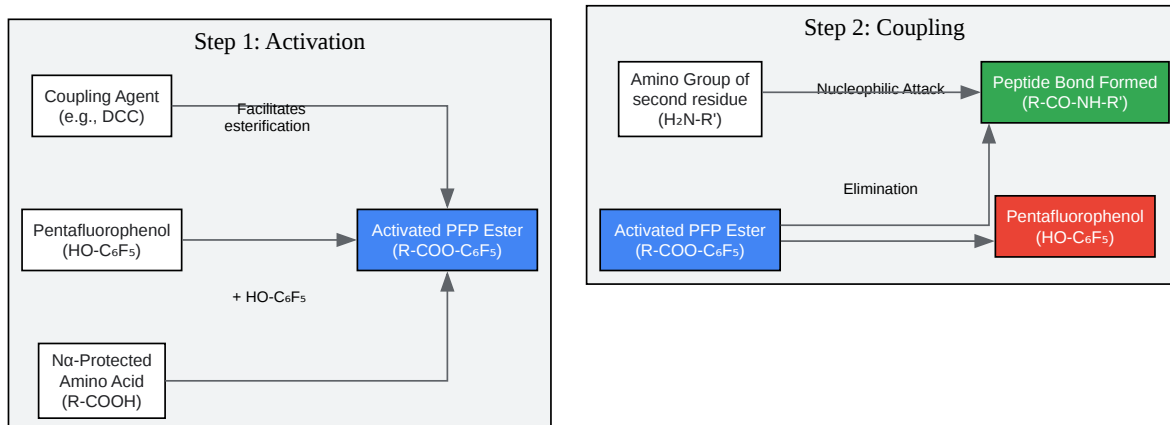 Step 1: Activation
Coupling Agent
(e.g., DCC)
Facilitates
esterification
Pentafluorophenol
(HO-C₆F₅)
Activated PFP Ester
(R-COO-C₆F₅)
+ HO-C₆F₅
Nα-Protected
Amino Acid
(R-COOH)
Step 2: Coupling
Amino Group of
second residue
(H₂N-R')
Nucleophilic Attack
Peptide Bond Formed
(R-CO-NH-R')
Elimination
Activated PFP Ester
(R-COO-C₆F₅)
Pentafluorophenol
(HO-C₆F₅)